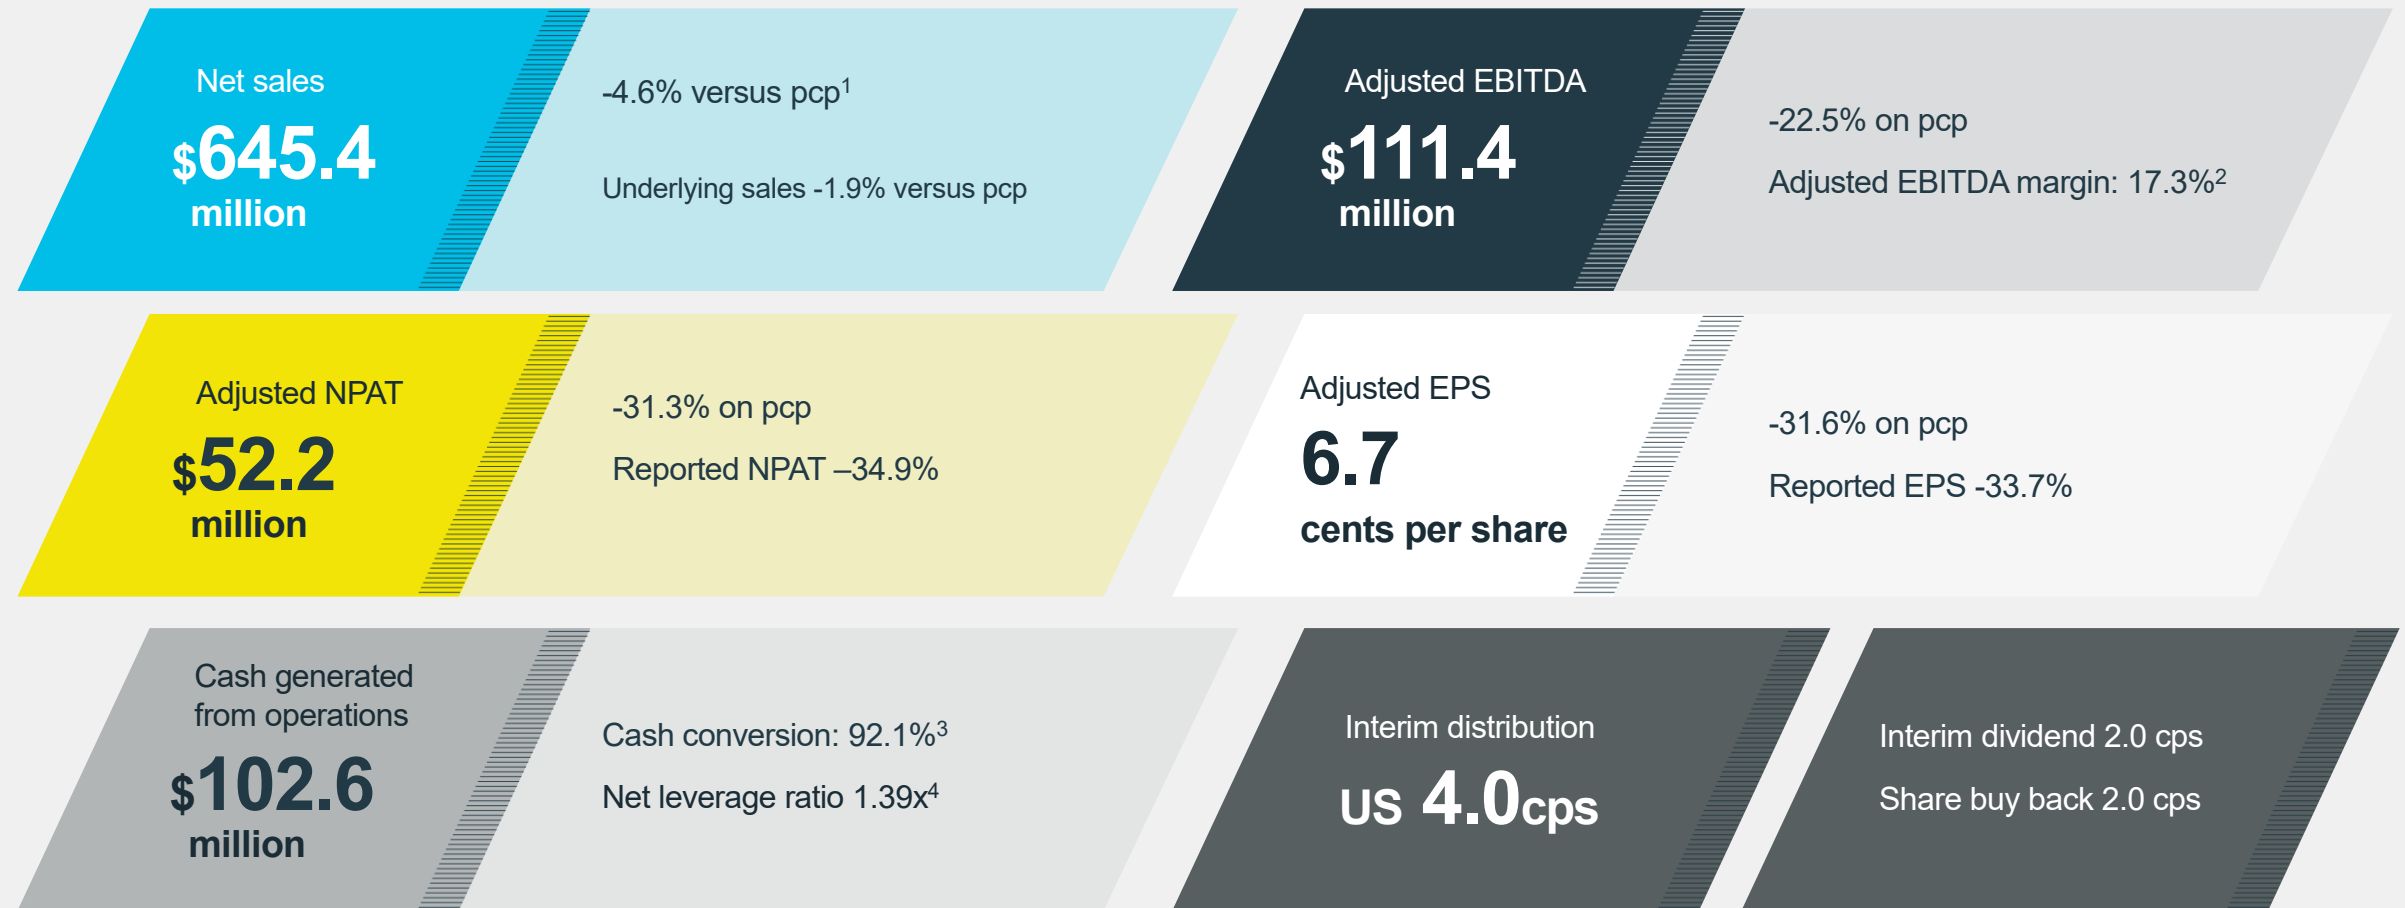 Net sales
$645.4
million
-4.6% versus pcp¹
Underlying sales -1.9% versus pcp
Adjusted EBITDA
$111.4
million
-22.5% on pcp
Adjusted EBITDA margin: 17.3%²
Adjusted NPAT
$52.2
million
-31.3% on pcp
Reported NPAT –34.9%
Adjusted EPS
6.7
cents per share
-31.6% on pcp
Reported EPS -33.7%
Cash generated
from operations
$102.6
million
Cash conversion: 92.1%³
Net leverage ratio 1.39x⁴
Interim distribution
US 4.0cps
Interim dividend 2.0 cps
Share buy back 2.0 cps